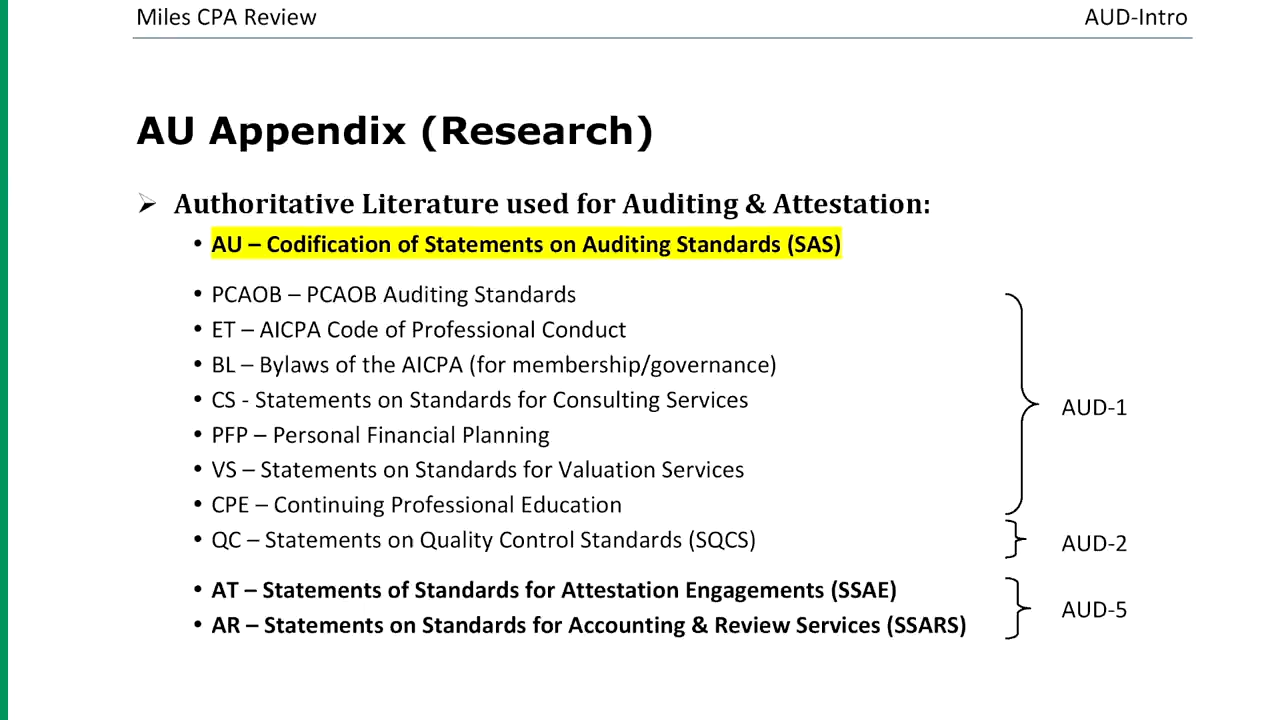 Miles CPA Review
AUD-Intro
AU Appendix (Research)
➢ Authoritative Literature used for Auditing & Attestation:
• AU – Codification of Statements on Auditing Standards (SAS)
• PCAOB – PCAOB Auditing Standards
• ET – AICPA Code of Professional Conduct
• BL – Bylaws of the AICPA (for membership/governance)
• CS - Statements on Standards for Consulting Services
• PFP – Personal Financial Planning
• VS – Statements on Standards for Valuation Services
• CPE – Continuing Professional Education
AUD-1
• QC – Statements on Quality Control Standards (SQCS)
AUD-2
• AT – Statements of Standards for Attestation Engagements (SSAE)
• AR – Statements on Standards for Accounting & Review Services (SSARS)
AUD-5